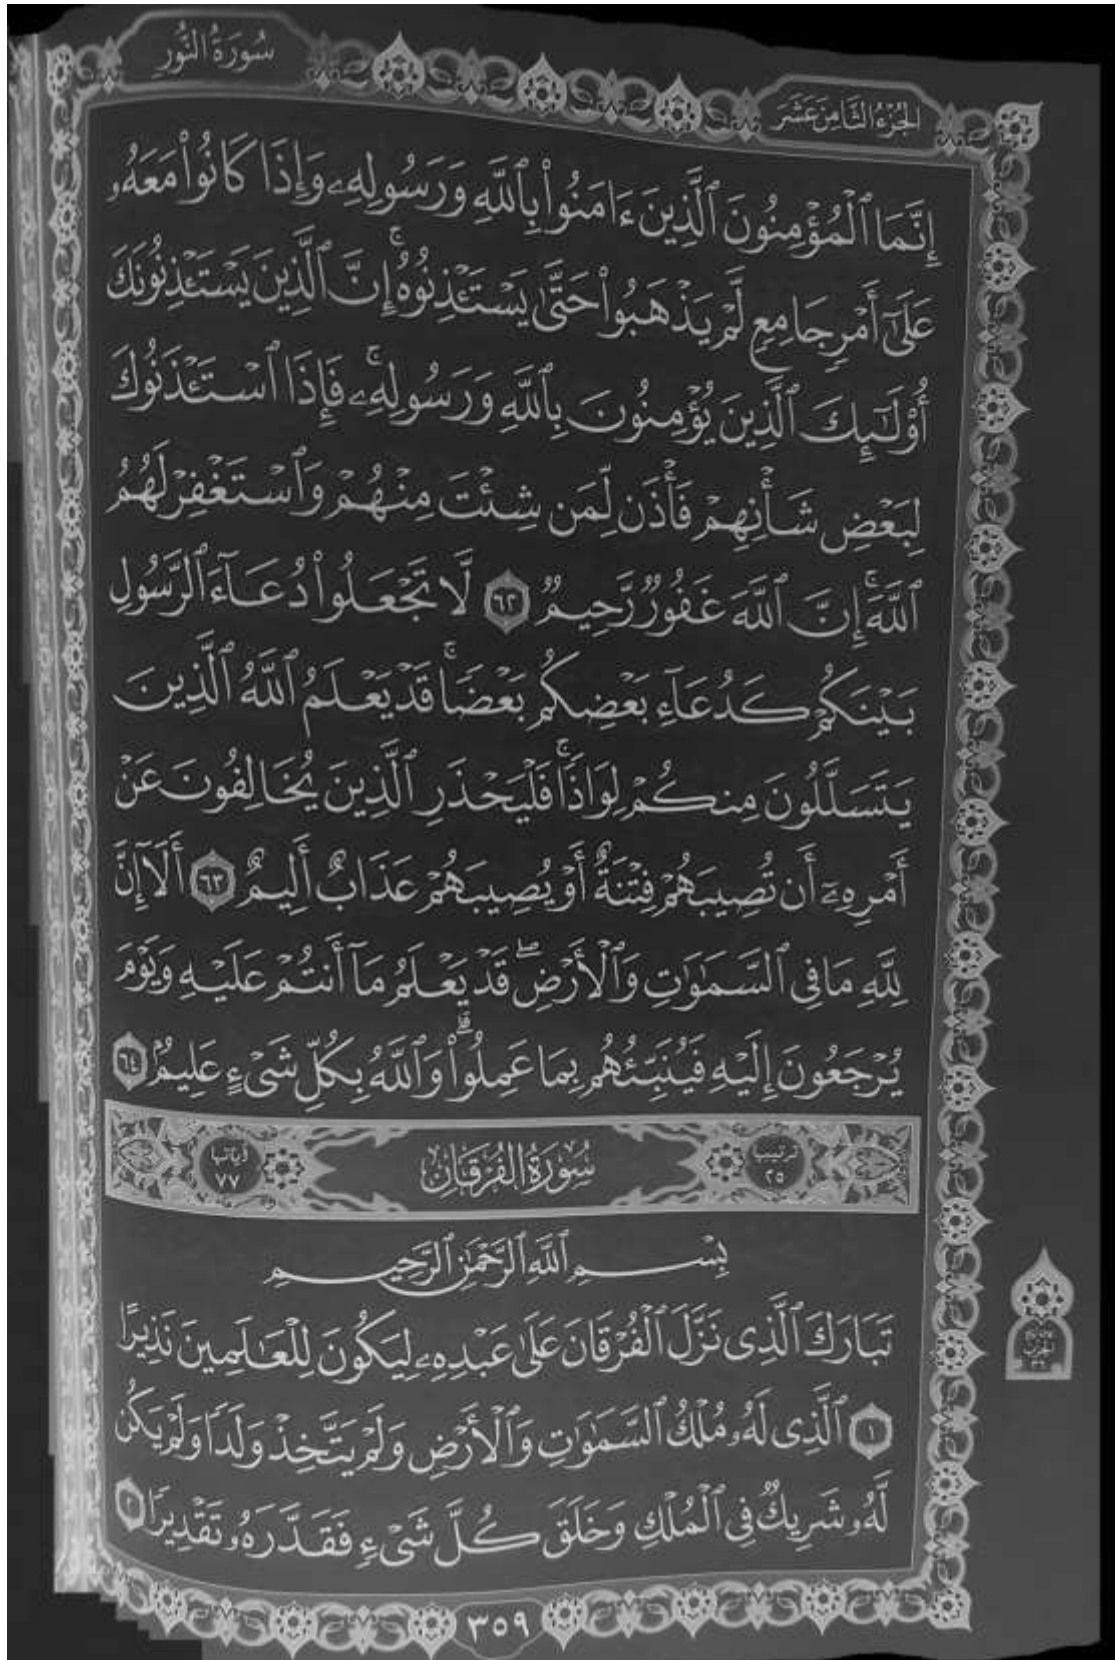 الجزء الثامن عشر
سورة النور
إِنَّمَا ٱلْمُؤْمِنُونَ ٱلَّذِينَ ءَامَنُوا۟ بِٱللَّهِ وَرَسُولِهِۦ وَإِذَا كَانُوا۟ مَعَهُۥ
عَلَىٰٓ أَمْرٍ جَامِعٍ لَّمْ يَذْهَبُوا۟ حَتَّىٰ يَسْتَـْٔذِنُوهُ ۚ إِنَّ ٱلَّذِينَ يَسْتَـْٔذِنُونَكَ
أُو۟لَـٰٓئِكَ ٱلَّذِينَ يُؤْمِنُونَ بِٱللَّهِ وَرَسُولِهِۦ ۚ فَإِذَا ٱسْتَـْٔذَنُوكَ
لِبَعْضِ شَأْنِهِمْ فَأْذَن لِّمَن شِئْتَ مِنْهُمْ وَٱسْتَغْفِرْ لَهُمُ
ٱللَّهَ ۚ إِنَّ ٱللَّهَ غَفُورٌ رَّحِيمٌ ٦٢ لَّا تَجْعَلُوا۟ دُعَآءَ ٱلرَّسُولِ
بَيْنَكُمْ كَدُعَآءِ بَعْضِكُم بَعْضًا ۚ قَدْ يَعْلَمُ ٱللَّهُ ٱلَّذِينَ
يَتَسَلَّلُونَ مِنكُمْ لِوَاذًا ۚ فَلْيَحْذَرِ ٱلَّذِينَ يُخَالِفُونَ عَنْ
أَمْرِهِۦٓ أَن تُصِيبَهُمْ فِتْنَةٌ أَوْ يُصِيبَهُمْ عَذَابٌ أَلِيمٌ ٦٣ أَلَآ إِنَّ
لِلَّهِ مَا فِى ٱلسَّمَـٰوَٰتِ وَٱلْأَرْضِ ۖ قَدْ يَعْلَمُ مَآ أَنتُمْ عَلَيْهِ وَيَوْمَ
يُرْجَعُونَ إِلَيْهِ فَيُنَبِّئُهُم بِمَا عَمِلُوا۟ ۗ وَٱللَّهُ بِكُلِّ شَىْءٍ عَلِيمٌۢ ٦٤
ترتيبها ٢٥ سُورَةُ الفُرْقَانِ آياتها ٧٧
بِسْمِ ٱللَّهِ ٱلرَّحْمَـٰنِ ٱلرَّحِيمِ
تَبَارَكَ ٱلَّذِى نَزَّلَ ٱلْفُرْقَانَ عَلَىٰ عَبْدِهِۦ لِيَكُونَ لِلْعَـٰلَمِينَ نَذِيرًا
١ ٱلَّذِى لَهُۥ مُلْكُ ٱلسَّمَـٰوَٰتِ وَٱلْأَرْضِ وَلَمْ يَتَّخِذْ وَلَدًا وَلَمْ يَكُن
لَّهُۥ شَرِيكٌ فِى ٱلْمُلْكِ وَخَلَقَ كُلَّ شَىْءٍ فَقَدَّرَهُۥ تَقْدِيرًا ٢
٣٥٩